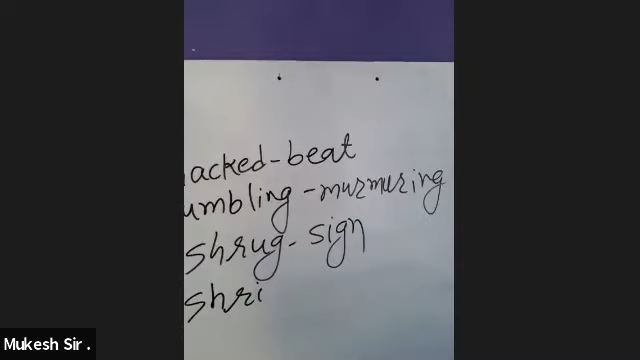 acked-beat
umbling-murmuring
shrug-sign
shri
Mukesh Sir .